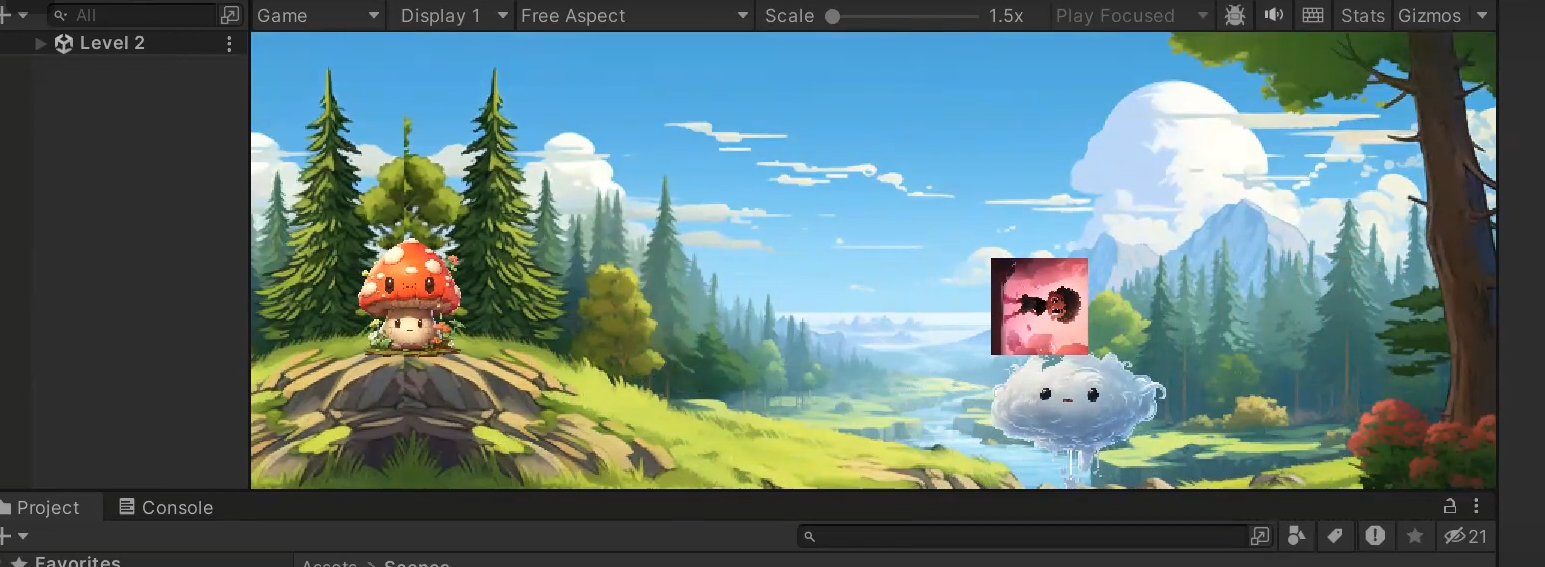 All
Game
Display 1
Free Aspect
Scale
1.5x
Play Focused
Stats
Gizmos
Level 2
Project
Console
21
Favorites
Assets > Scenes